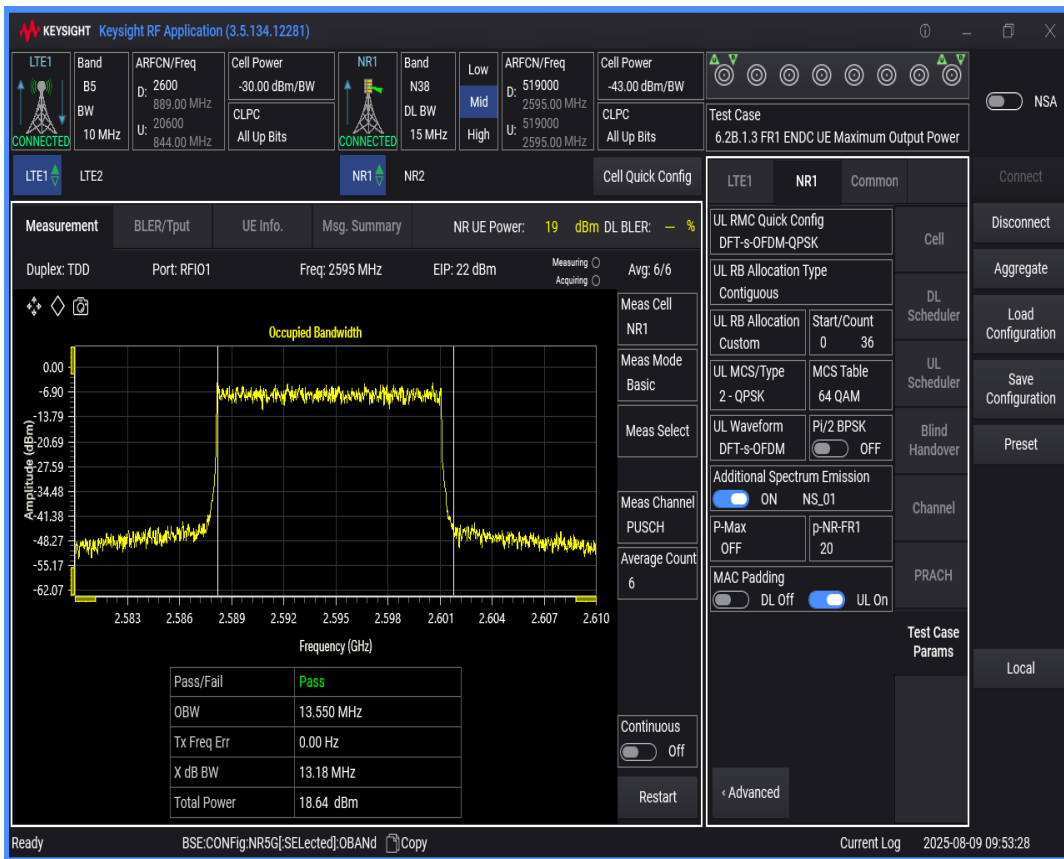 KEYSIGHT Keysight RF Application (3.5.134.12281)
LTE1
CONNECTED
Band
B5
BW
10 MHz
ARFCN/Freq
D: 2600
889.00 MHz
U: 20600
844.00 MHz
Cell Power
-30.00 dBm/BW
CLPC
All Up Bits
NR1
CONNECTED
Band
N38
DL BW
15 MHz
Low
Mid
High
ARFCN/Freq
D: 519000
2595.00 MHz
U: 519000
2595.00 MHz
Cell Power
-43.00 dBm/BW
CLPC
All Up Bits
Test Case
6.2B.1.3 FR1 ENDC UE Maximum Output Power
NSA
LTE1 LTE2
NR1 NR2
Cell Quick Config
Measurement BLER/Tput UE Info. Msg. Summary NR UE Power: 19 dBm DL BLER: — %
Duplex: TDD Port: RFIO1 Freq: 2595 MHz EIP: 22 dBm Measuring Avg: 6/6
Acquiring
Occupied Bandwidth
Amplitude (dBm)
0.00
-6.90
-13.79
-20.69
-27.59
-34.48
-41.38
-48.27
-55.17
-62.07
2.583 2.586 2.589 2.592 2.595 2.598 2.601 2.604 2.607 2.610
Frequency (GHz)
Pass/Fail Pass
OBW 13.550 MHz
Tx Freq Err 0.00 Hz
X dB BW 13.18 MHz
Total Power 18.64 dBm
Meas Cell
NR1
Meas Mode
Basic
Meas Select
Meas Channel
PUSCH
Average Count
6
Continuous
Off
Restart
LTE1 NR1 Common
UL RMC Quick Config
DFT-s-OFDM-QPSK
UL RB Allocation Type
Contiguous
UL RB Allocation Start/Count
Custom 0 36
UL MCS/Type MCS Table
2 - QPSK 64 QAM
UL Waveform Pi/2 BPSK
DFT-s-OFDM OFF
Additional Spectrum Emission
ON NS_01
P-Max p-NR-FR1
OFF 20
MAC Padding
DL Off UL On
‹ Advanced
Cell
DL
Scheduler
UL
Scheduler
Blind
Handover
Channel
PRACH
Test Case
Params
Connect
Disconnect
Aggregate
Load
Configuration
Save
Configuration
Preset
Local
Ready BSE:CONFig:NR5G[:SELected]:OBANd Copy Current Log 2025-08-09 09:53:28